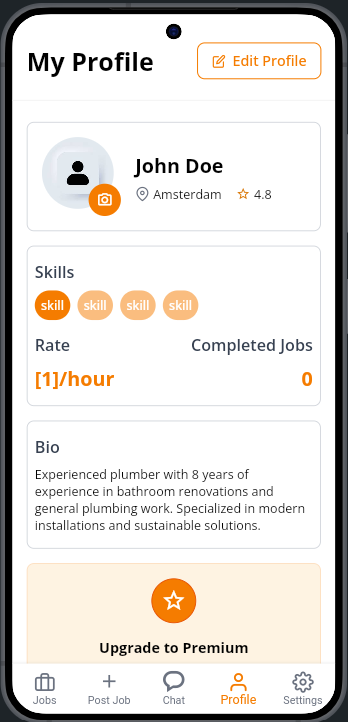 My Profile
Edit Profile
John Doe
Amsterdam 4.8
Skills
skill skill skill skill
Rate Completed Jobs
[1]/hour 0
Bio
Experienced plumber with 8 years of
experience in bathroom renovations and
general plumbing work. Specialized in modern
installations and sustainable solutions.
Upgrade to Premium
Jobs Post Job Chat Profile Settings